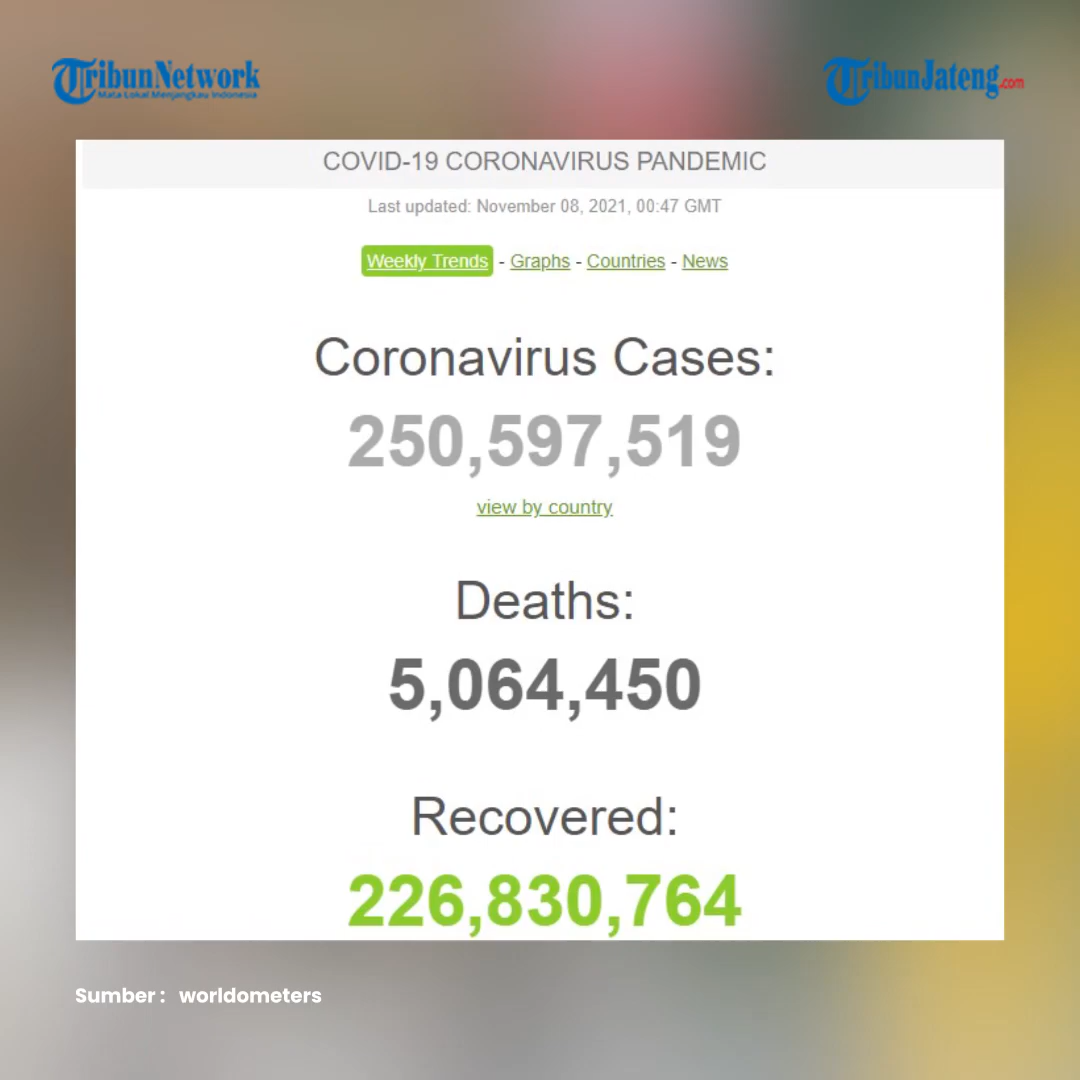 TribunNetwork
Mata Lokal Menjangkau Indonesia
TribunJateng.com
COVID-19 CORONAVIRUS PANDEMIC
Last updated: November 08, 2021, 00:47 GMT
Weekly Trends - Graphs - Countries - News
Coronavirus Cases:
250,597,519
view by country
Deaths:
5,064,450
Recovered:
226,830,764
Sumber : worldometers